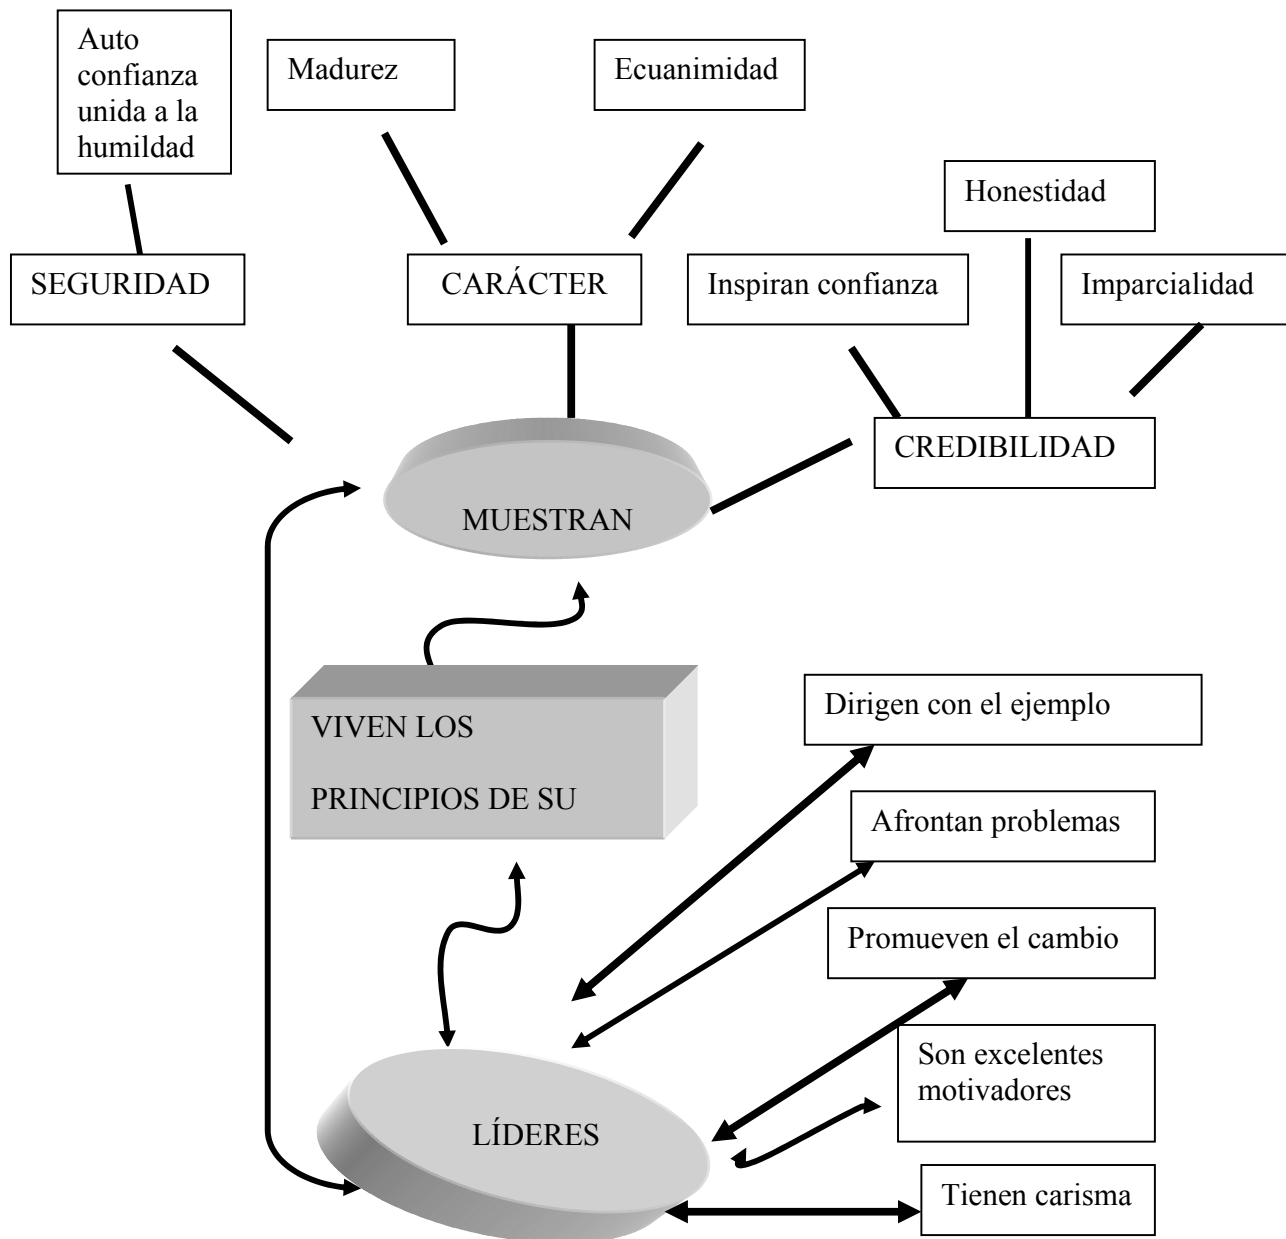 Auto
confianza
unida a la
humildad
Madurez
Ecuanimidad
Honestidad
SEGURIDAD
CARÁCTER
Inspiran confianza
Imparcialidad
CREDIBILIDAD
MUESTRAN
VIVEN LOS
PRINCIPIOS DE SU
Dirigen con el ejemplo
Afrontan problemas
Promueven el cambio
Son excelentes
motivadores
LÍDERES
Tienen carisma